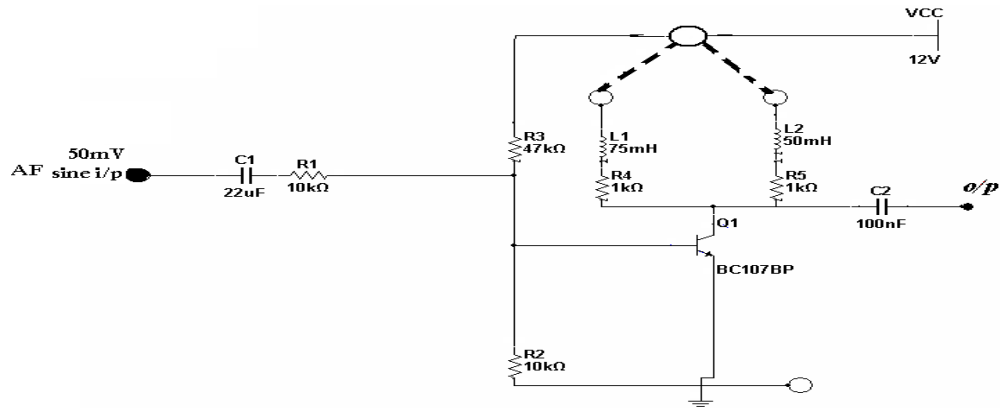 VCC
12V
R3
47kΩ
L1
75mH
L2
50mH
50mV
AF sine i/p
C1
22uF
R1
10kΩ
R4
1kΩ
R5
1kΩ
C2
100nF
o/p
Q1
BC107BP
R2
10kΩ